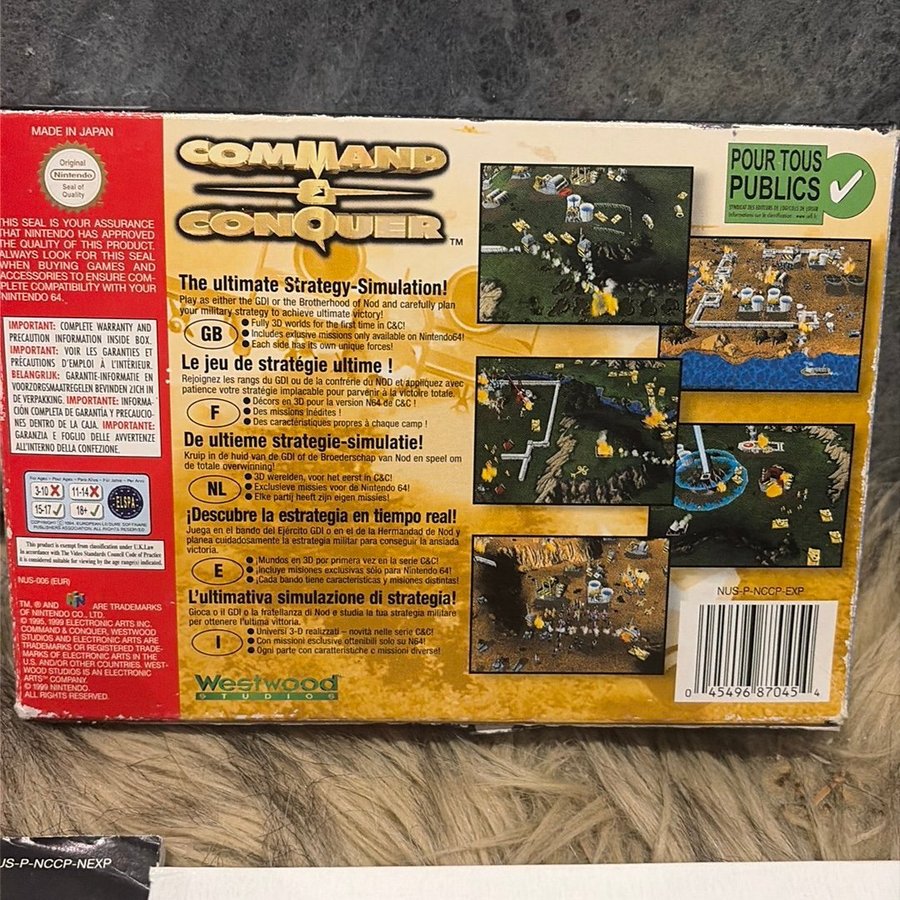 MADE IN JAPAN
Original
Nintendo
Seal of
Quality
THIS SEAL IS YOUR ASSURANCE
THAT NINTENDO HAS APPROVED
THE QUALITY OF THIS PRODUCT.
ALWAYS LOOK FOR THIS SEAL
WHEN BUYING GAMES AND
ACCESSORIES TO ENSURE COM-
PLETE COMPATIBILITY WITH YOUR
NINTENDO 64.
IMPORTANT: COMPLETE WARRANTY AND
PRECAUTION INFORMATION INSIDE BOX.
IMPORTANT: VOIR LES GARANTIES ET
PRÉCAUTIONS D'EMPLOI À L'INTÉRIEUR.
BELANGRIJK: GARANTIE-INFORMATIE EN
VOORZORGSMAATREGELEN BEFINDEN ZICH IN
DE VERPAKKING. IMPORTANTE: INFORMA-
CIÓN COMPLETA DE GARANTÍA Y PRECAUCIO-
NES DENTRO DE LA CAJA. IMPORTANTE:
GARANZIA E FOGLIO DELLE AVVERTENZE
ALL'INTERNO DELLA CONFEZIONE.
3-10 11-14
15-17 18+
COPYRIGHT © 1994 EUROPEAN LEISURE SOFTWARE
PUBLISHERS ASSOCIATION. ALL RIGHTS RESERVED
This product is exempt from classification under U.K. Law
In accordance with The Video Standards Council Code of Practice
it is considered suitable for viewing by the age range(s) indicated.
NUS-006 (EUR)
TM, ® AND ARE TRADEMARKS
OF NINTENDO CO., LTD
© 1995, 1999 ELECTRONIC ARTS INC.
COMMAND & CONQUER, WESTWOOD
STUDIOS AND ELECTRONIC ARTS ARE
TRADEMARKS OR REGISTERED TRADE-
MARKS OF ELECTRONIC ARTS IN THE
U.S. AND/OR OTHER COUNTRIES. WEST-
WOOD STUDIOS IS AN ELECTRONIC
ARTS™ COMPANY.
© 1999 NINTENDO.
ALL RIGHTS RESERVED.
COMMAND
&
CONQUER™
The ultimate Strategy-Simulation!
Play as either the GDI or the Brotherhood of Nod and carefully plan
your military strategy to achieve ultimate victory!
GB
● Fully 3D worlds for the first time in C&C!
● Includes exlusive missions only available on Nintendo64!
● Each side has its own unique forces!
Le jeu de stratégie ultime !
Rejoignez les rangs du GDI ou de la confrérie du NOD et appliquez avec
patience votre stratégie implacable pour parvenir à la victoire totale.
F
● Décors en 3D pour la version N64 de C&C !
● Des missions inédites !
● Des caractéristiques propres à chaque camp !
De ultieme strategie-simulatie!
Kruip in de huid van de GDI of de Broederschap van Nod en speel om
de totale overwinning!
NL
● 3D werelden, voor het eerst in C&C!
● Exclusieve missies voor de Nintendo 64!
● Elke partij heeft zijn eigen missies!
¡Descubre la estrategia en tiempo real!
Juega en el bando del Ejército GDI o en el de la Hermandad de Nod y
planea cuidadosamente la estrategia militar para conseguir la ansiada
victoria.
E
● Mundos en 3D por primera vez en la serie C&C!
● Incluye misiones exclusivas sólo para Nintendo 64!
● ¡Cada bando tiene características y misiones distintas!
L'ultimativa simulazione di strategia!
Gioca o il GDI o la fratellanza di Nod e studia la tua strategia militare
per ottenere l'ultima vittoria.
I
● Universi 3-D realizzati – novità nelle serie C&C!
● Con missioni esclusive ottenibili solo su N64!
● Ogni parte con caratteristiche e missioni diverse!
Westwood
STUDIOS
POUR TOUS
PUBLICS
SYNDICAT DES EDITEURS DE LOGICIELS DE LOISIR
NUS-P-NCCP-EXP
0 45496 87045 4
US-P-NCCP-NEXP